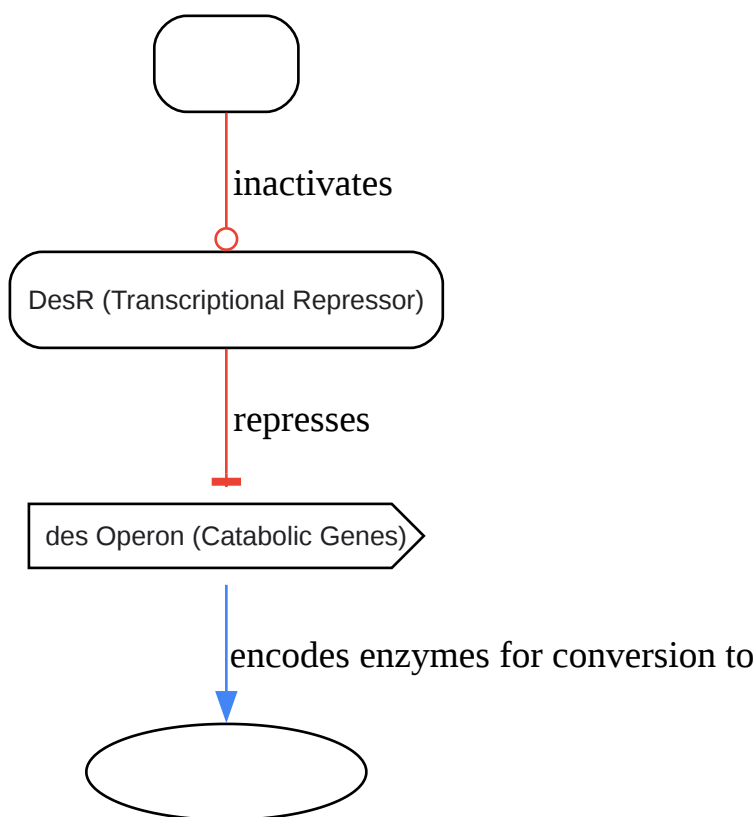 inactivates
DesR (Transcriptional Repressor)
represses
des Operon (Catabolic Genes)
encodes enzymes for conversion to